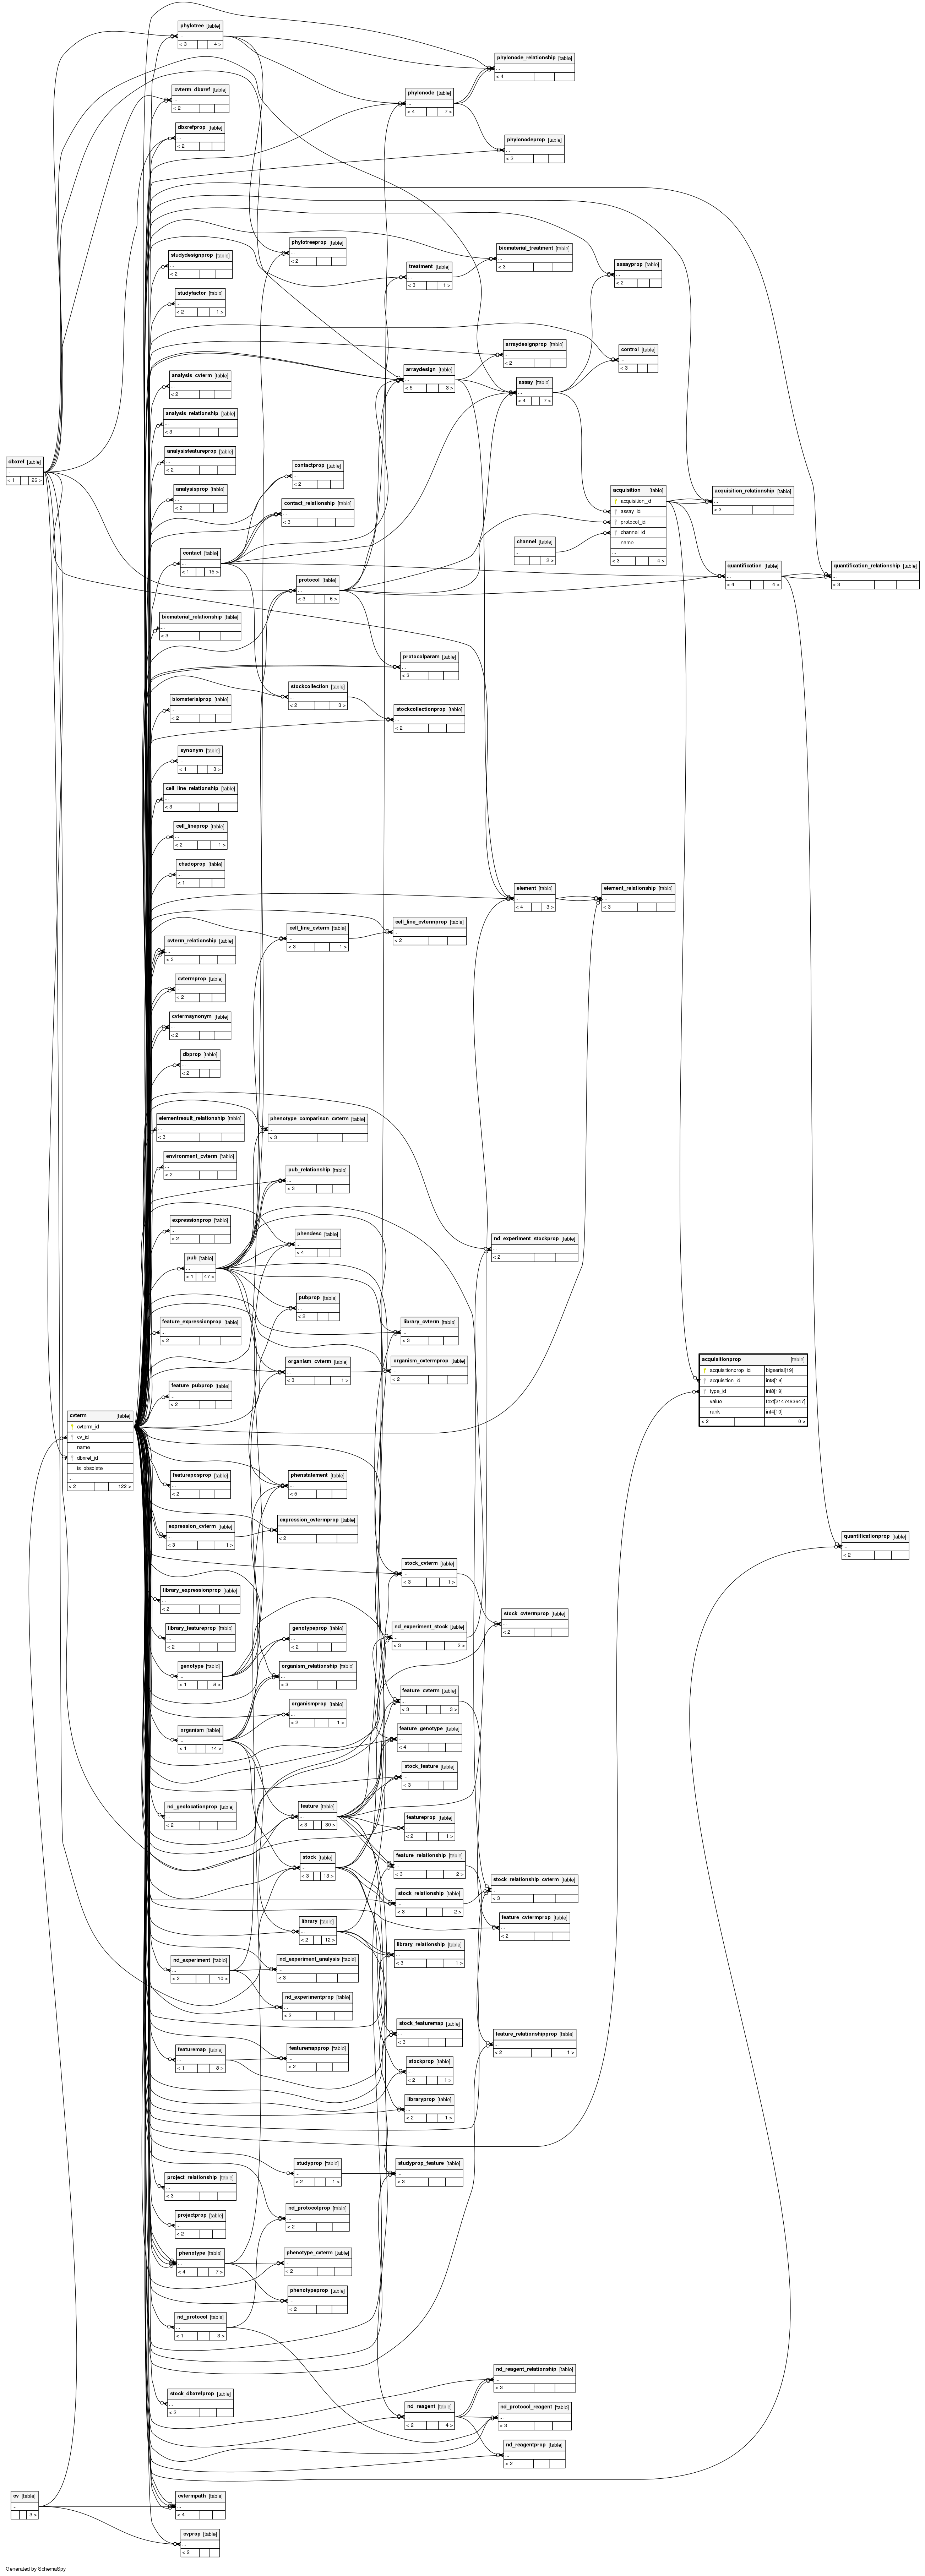 phylotree [table]
...
< 3 4 >
phylonode_relationship [table]
...
< 4
cvterm_dbxref [table]
...
< 2
phylonode [table]
...
< 4 7 >
dbxrefprop [table]
...
< 2
phylonodeprop [table]
...
< 2
phylotreeprop [table]
...
< 2
biomaterial_treatment [table]
...
< 3
studydesignprop [table]
...
< 2
treatment [table]
...
< 3 1 >
assayprop [table]
...
< 2
studyfactor [table]
...
< 2 1 >
arraydesignprop [table]
...
< 2
control [table]
...
< 3
arraydesign [table]
...
< 5 3 >
analysis_cvterm [table]
...
< 2
assay [table]
...
< 4 7 >
analysis_relationship [table]
...
< 3
analysisfeatureprop [table]
...
< 2
dbxref [table]
...
< 1 26 >
contactprop [table]
...
< 2
analysisprop [table]
...
< 2
acquisition [table]
acquisition_id
assay_id
protocol_id
channel_id
name
...
< 3 4 >
acquisition_relationship [table]
...
< 3
contact_relationship [table]
...
< 3
channel [table]
...
2 >
contact [table]
...
< 1 15 >
quantification [table]
...
< 4 4 >
quantification_relationship [table]
...
< 3
protocol [table]
...
< 3 6 >
biomaterial_relationship [table]
...
< 3
protocolparam [table]
...
< 3
stockcollection [table]
...
< 2 3 >
biomaterialprop [table]
...
< 2
stockcollectionprop [table]
...
< 2
synonym [table]
...
< 1 3 >
cell_line_relationship [table]
...
< 3
cell_lineprop [table]
...
< 2 1 >
chadoprop [table]
...
< 1
element [table]
...
< 4 3 >
element_relationship [table]
...
< 3
cell_line_cvterm [table]
...
< 3 1 >
cell_line_cvtermprop [table]
...
< 2
cvterm_relationship [table]
...
< 3
cvtermprop [table]
...
< 2
cvtermsynonym [table]
...
< 2
dbprop [table]
...
< 2
elementresult_relationship [table]
...
< 3
phenotype_comparison_cvterm [table]
...
< 3
environment_cvterm [table]
...
< 2
pub_relationship [table]
...
< 3
expressionprop [table]
...
< 2
phendesc [table]
...
< 4
nd_experiment_stockprop [table]
...
< 2
pub [table]
...
< 1 47 >
pubprop [table]
...
< 2
feature_expressionprop [table]
...
< 2
library_cvterm [table]
...
< 3
organism_cvterm [table]
...
< 3 1 >
organism_cvtermprop [table]
...
< 2
acquisitionprop [table]
acquisitionprop_id bigserial[19]
acquisition_id int8[19]
type_id int8[19]
value text[2147483647]
rank int4[10]
< 2 0 >
feature_pubprop [table]
...
< 2
cvterm [table]
cvterm_id
cv_id
name
dbxref_id
is_obsolete
...
< 2 122 >
featureposprop [table]
...
< 2
phenstatement [table]
...
< 5
expression_cvterm [table]
...
< 3 1 >
expression_cvtermprop [table]
...
< 2
quantificationprop [table]
...
< 2
stock_cvterm [table]
...
< 3 1 >
library_expressionprop [table]
...
< 2
stock_cvtermprop [table]
...
< 2
library_featureprop [table]
...
< 2
genotypeprop [table]
...
< 2
nd_experiment_stock [table]
...
< 3 2 >
genotype [table]
...
< 1 8 >
organism_relationship [table]
...
< 3
feature_cvterm [table]
...
< 3 3 >
organismprop [table]
...
< 2 1 >
organism [table]
...
< 1 14 >
feature_genotype [table]
...
< 4
stock_feature [table]
...
< 3
nd_geolocationprop [table]
...
< 2
feature [table]
...
< 3 30 >
featureprop [table]
...
< 2 1 >
stock [table]
...
< 3 13 >
feature_relationship [table]
...
< 3 2 >
stock_relationship_cvterm [table]
...
< 3
stock_relationship [table]
...
< 3 2 >
library [table]
...
< 2 12 >
feature_cvtermprop [table]
...
< 2
library_relationship [table]
...
< 3 1 >
nd_experiment [table]
...
< 2 10 >
nd_experiment_analysis [table]
...
< 3
nd_experimentprop [table]
...
< 2
stock_featuremap [table]
...
< 3
feature_relationshipprop [table]
...
< 2 1 >
featuremap [table]
...
< 1 8 >
featuremapprop [table]
...
< 2
stockprop [table]
...
< 2 1 >
libraryprop [table]
...
< 2 1 >
studyprop [table]
...
< 2 1 >
studyprop_feature [table]
...
< 3
project_relationship [table]
...
< 3
projectprop [table]
...
< 2
nd_protocolprop [table]
...
< 2
phenotype [table]
...
< 4 7 >
phenotype_cvterm [table]
...
< 2
phenotypeprop [table]
...
< 2
nd_protocol [table]
...
< 1 3 >
nd_reagent_relationship [table]
...
< 3
stock_dbxrefprop [table]
...
< 2
nd_reagent [table]
...
< 2 4 >
nd_protocol_reagent [table]
...
< 3
nd_reagentprop [table]
...
< 2
cv [table]
...
3 >
cvtermpath [table]
...
< 4
cvprop [table]
...
< 2
Generated by SchemaSpy